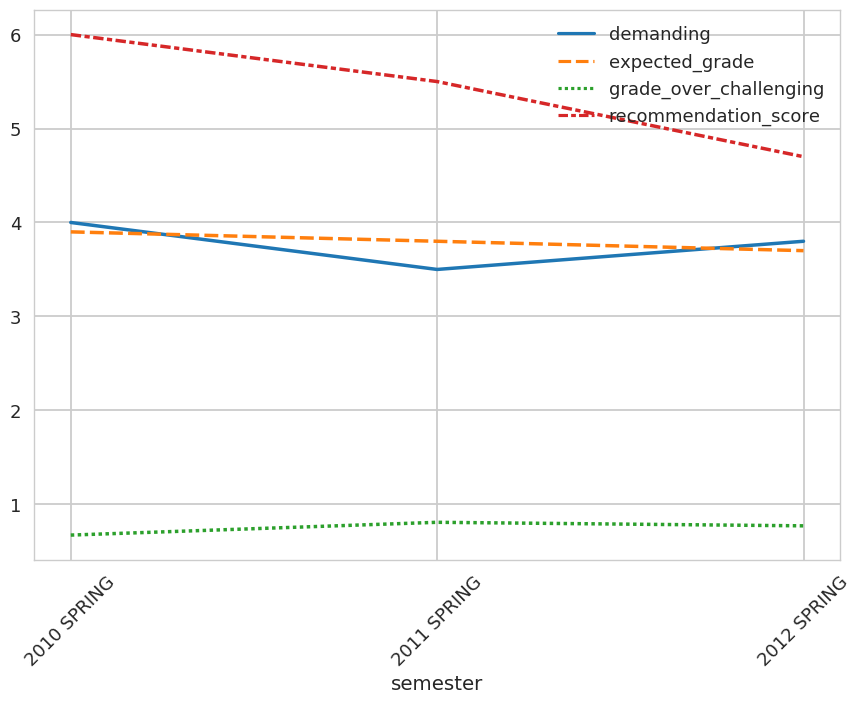 demanding
expected_grade
grade_over_challenging
recommendation_score
6
5
4
3
2
1
2010 SPRING
2011 SPRING
2012 SPRING
semester